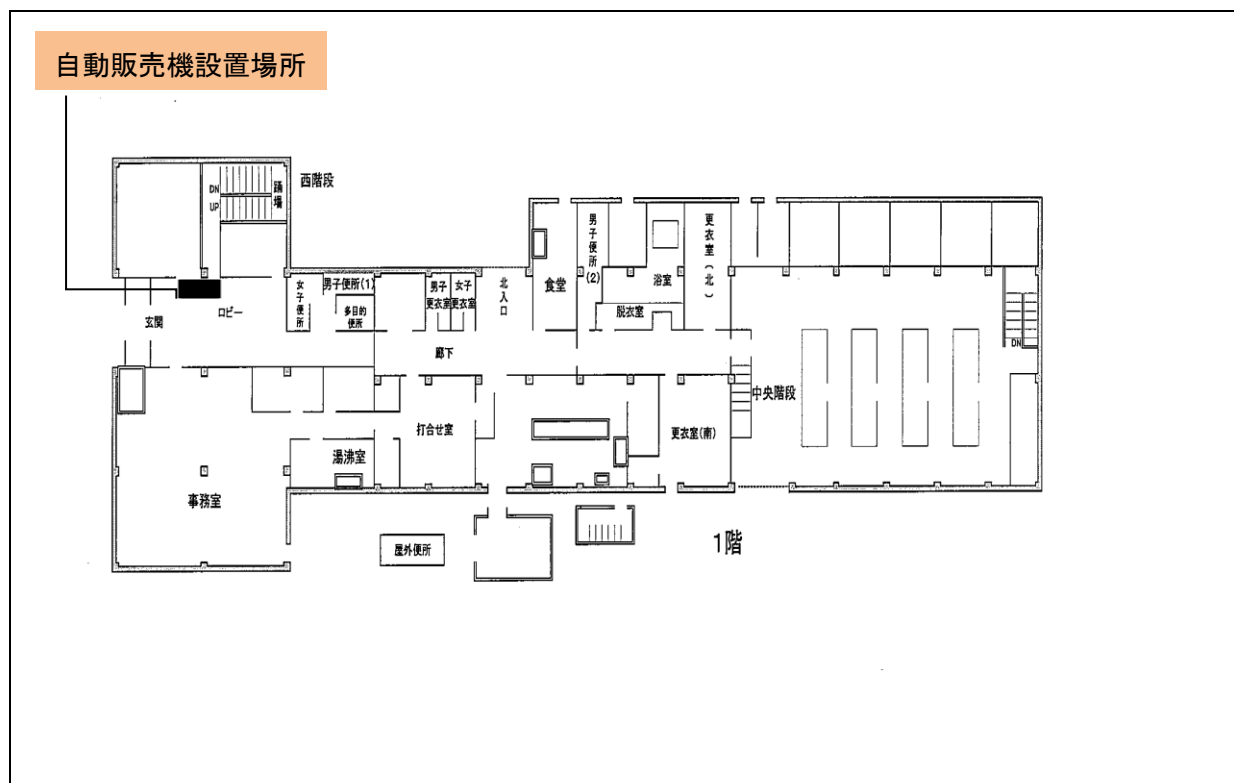 自動販売機設置場所
西階段
DN
UP
踊場
玄関
ロビー
女子便所
男子便所(1)
多目的
便所
男子
更衣室
女子
更衣室
北入口
食堂
男子便所(2)
浴室
脱衣室
更衣室(北)
廊下
DN
中央階段
打合せ室
更衣室(南)
湯沸室
事務室
屋外便所
1階